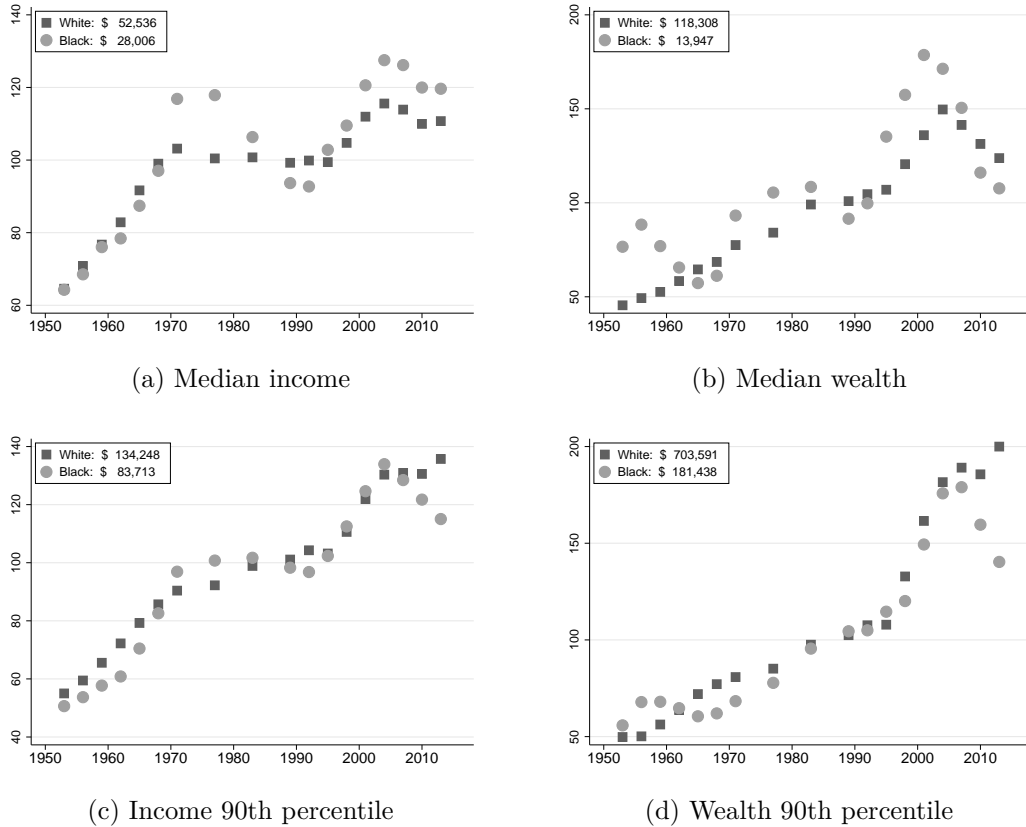 140
120
100
80
60
White: $ 52,536
Black: $ 28,006
1950 1960 1970 1980 1990 2000 2010
(a) Median income
200
150
100
50
White: $ 118,308
Black: $ 13,947
1950 1960 1970 1980 1990 2000 2010
(b) Median wealth
140
120
100
80
60
40
White: $ 134,248
Black: $ 83,713
1950 1960 1970 1980 1990 2000 2010
(c) Income 90th percentile
200
150
100
50
White: $ 703,591
Black: $ 181,438
1950 1960 1970 1980 1990 2000 2010
(d) Wealth 90th percentile